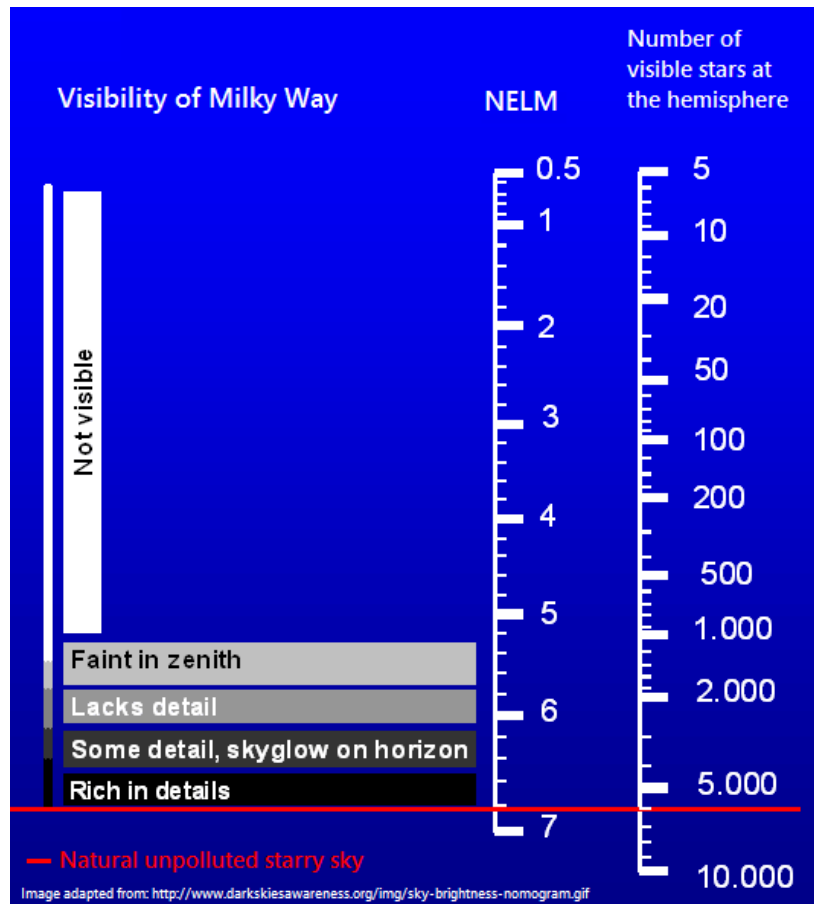 Number of
visible stars at
the hemisphere
Visibility of Milky Way
NELM
0.5
1
2
3
4
5
6
7
5
10
20
50
100
200
500
1.000
2.000
5.000
10.000
Not visible
Faint in zenith
Lacks detail
Some detail, skyglow on horizon
Rich in details
Natural unpolluted starry sky
Image adapted from: http://www.darkskiesawareness.org/img/sky-brightness-nomogram.gif